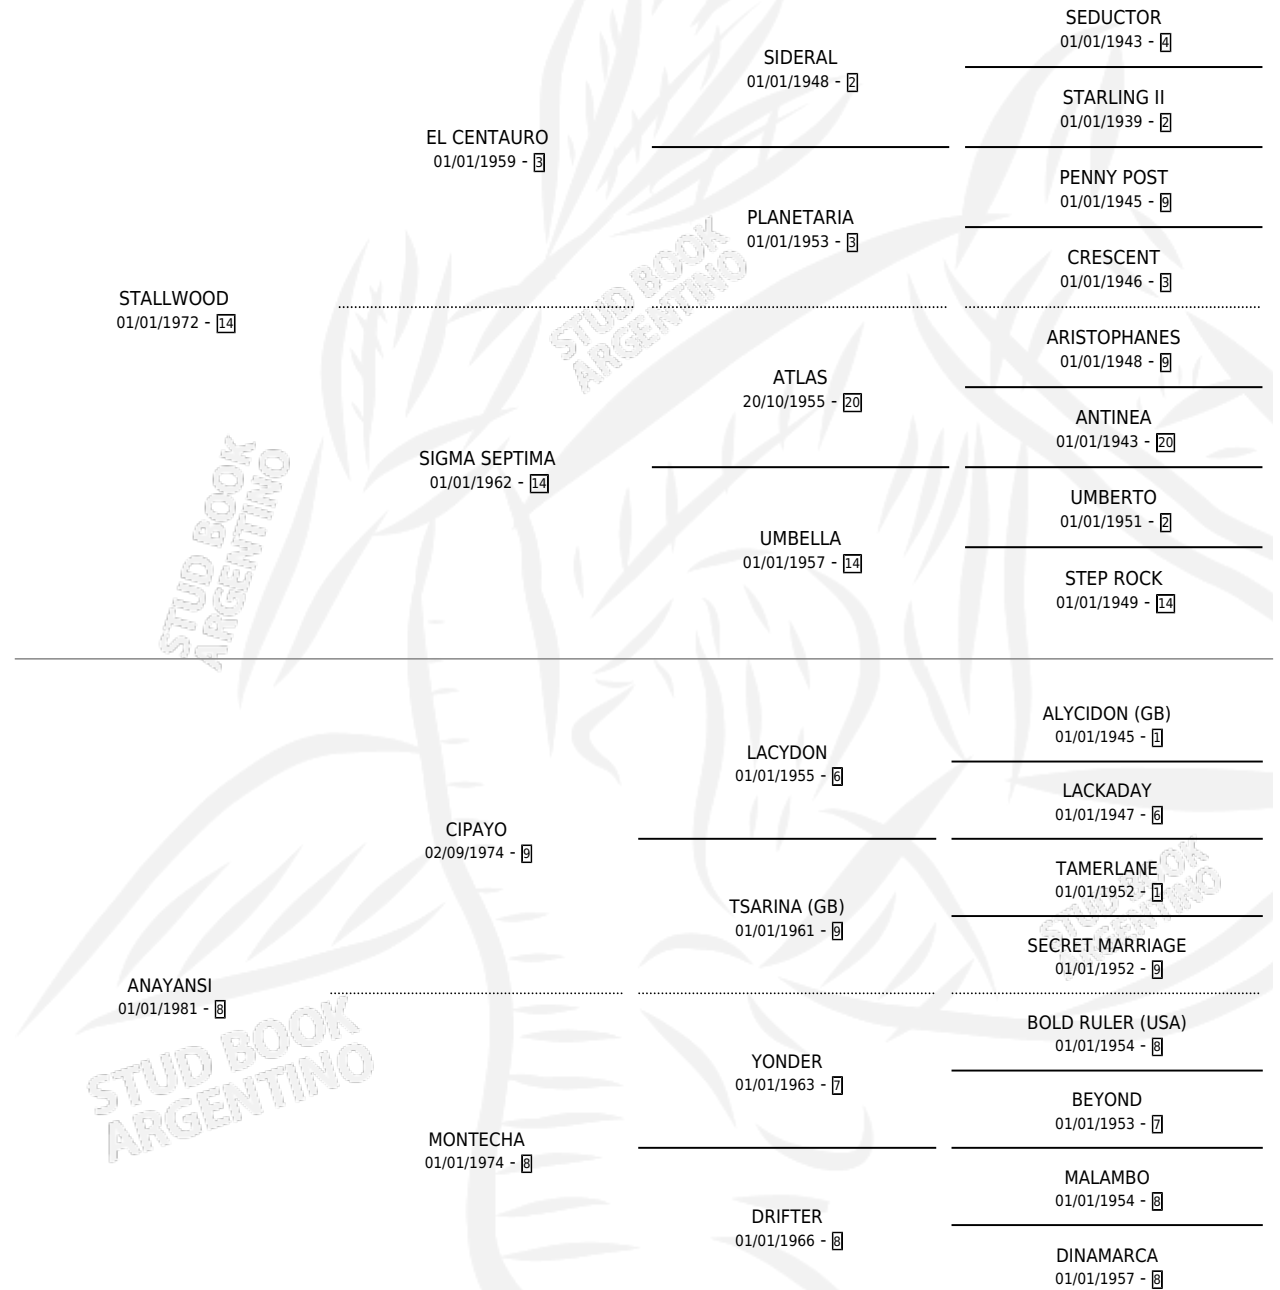 SEDUCTOR
01/01/1943 - 4
SIDERAL
01/01/1948 - 2
STARLING II
01/01/1939 - 2
EL CENTAURO
01/01/1959 - 3
PENNY POST
01/01/1945 - 9
PLANETARIA
01/01/1953 - 3
CRESCENT
01/01/1946 - 3
STALLWOOD
01/01/1972 - 14
STUD BOOK
ARGENTINO
ARISTOPHANES
01/01/1948 - 9
ATLAS
20/10/1955 - 20
ANTINEA
01/01/1943 - 20
SIGMA SEPTIMA
01/01/1962 - 14
UMBERTO
01/01/1951 - 2
UMBELLA
01/01/1957 - 14
STEP ROCK
01/01/1949 - 14
STUD BOOK
ARGENTINO
ALYCIDON (GB)
01/01/1945 - 1
LACYDON
01/01/1955 - 6
LACKADAY
01/01/1947 - 6
CIPAYO
02/09/1974 - 9
TAMERLANE
01/01/1952 - 1
TSARINA (GB)
01/01/1961 - 9
SECRET MARRIAGE
01/01/1952 - 9
STUD BOOK
ARGENTINO
ANAYANSI
01/01/1981 - 8
BOLD RULER (USA)
01/01/1954 - 8
YONDER
01/01/1963 - 7
BEYOND
01/01/1953 - 7
STUD BOOK
ARGENTINO
MONTECHA
01/01/1974 - 8
MALAMBO
01/01/1954 - 8
DRIFTER
01/01/1966 - 8
DINAMARCA
01/01/1957 - 8